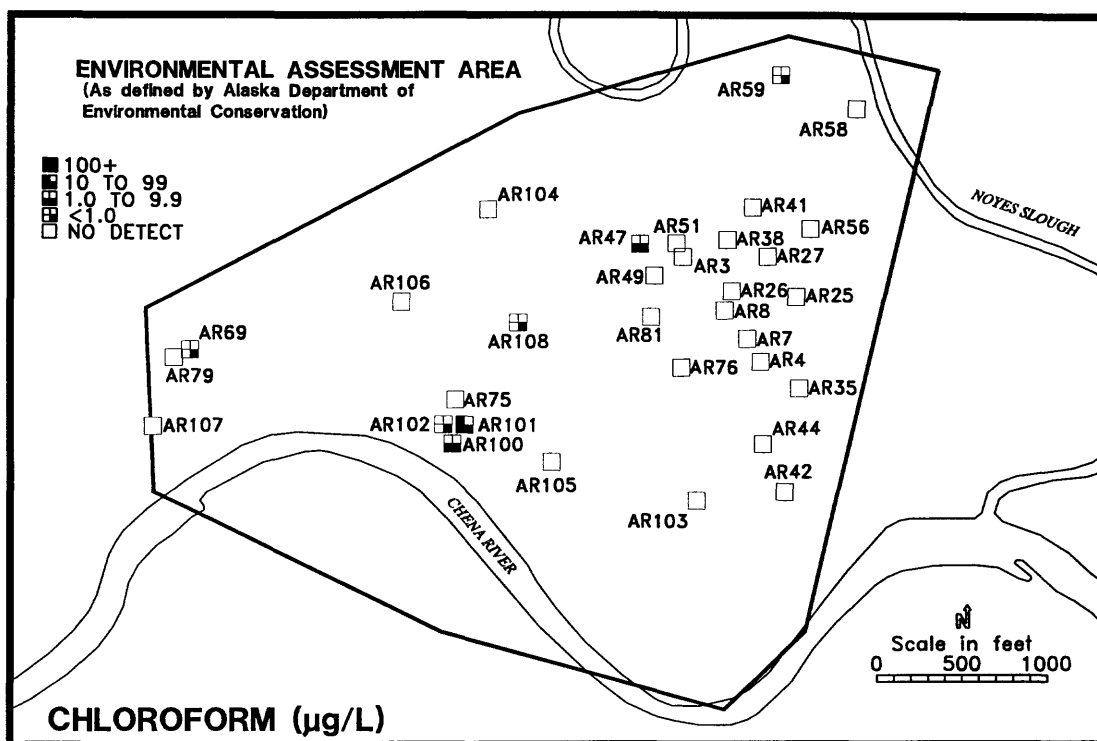 ENVIRONMENTAL ASSESSMENT AREA
(As defined by Alaska Department of
Environmental Conservation)
100+
10 TO 99
1.0 TO 9.9
<1.0
NO DETECT
AR59
AR58
NOYES SLOUGH
AR104
AR41
AR56
AR51
AR47
AR38
AR3
AR27
AR49
AR106
AR26
AR25
AR8
AR108
AR81
AR69
AR7
AR79
AR76
AR4
AR35
AR75
AR107
AR102
AR101
AR100
AR44
AR105
AR42
AR103
CHENA RIVER
N
Scale in feet
0 500 1000
CHLOROFORM (µg/L)